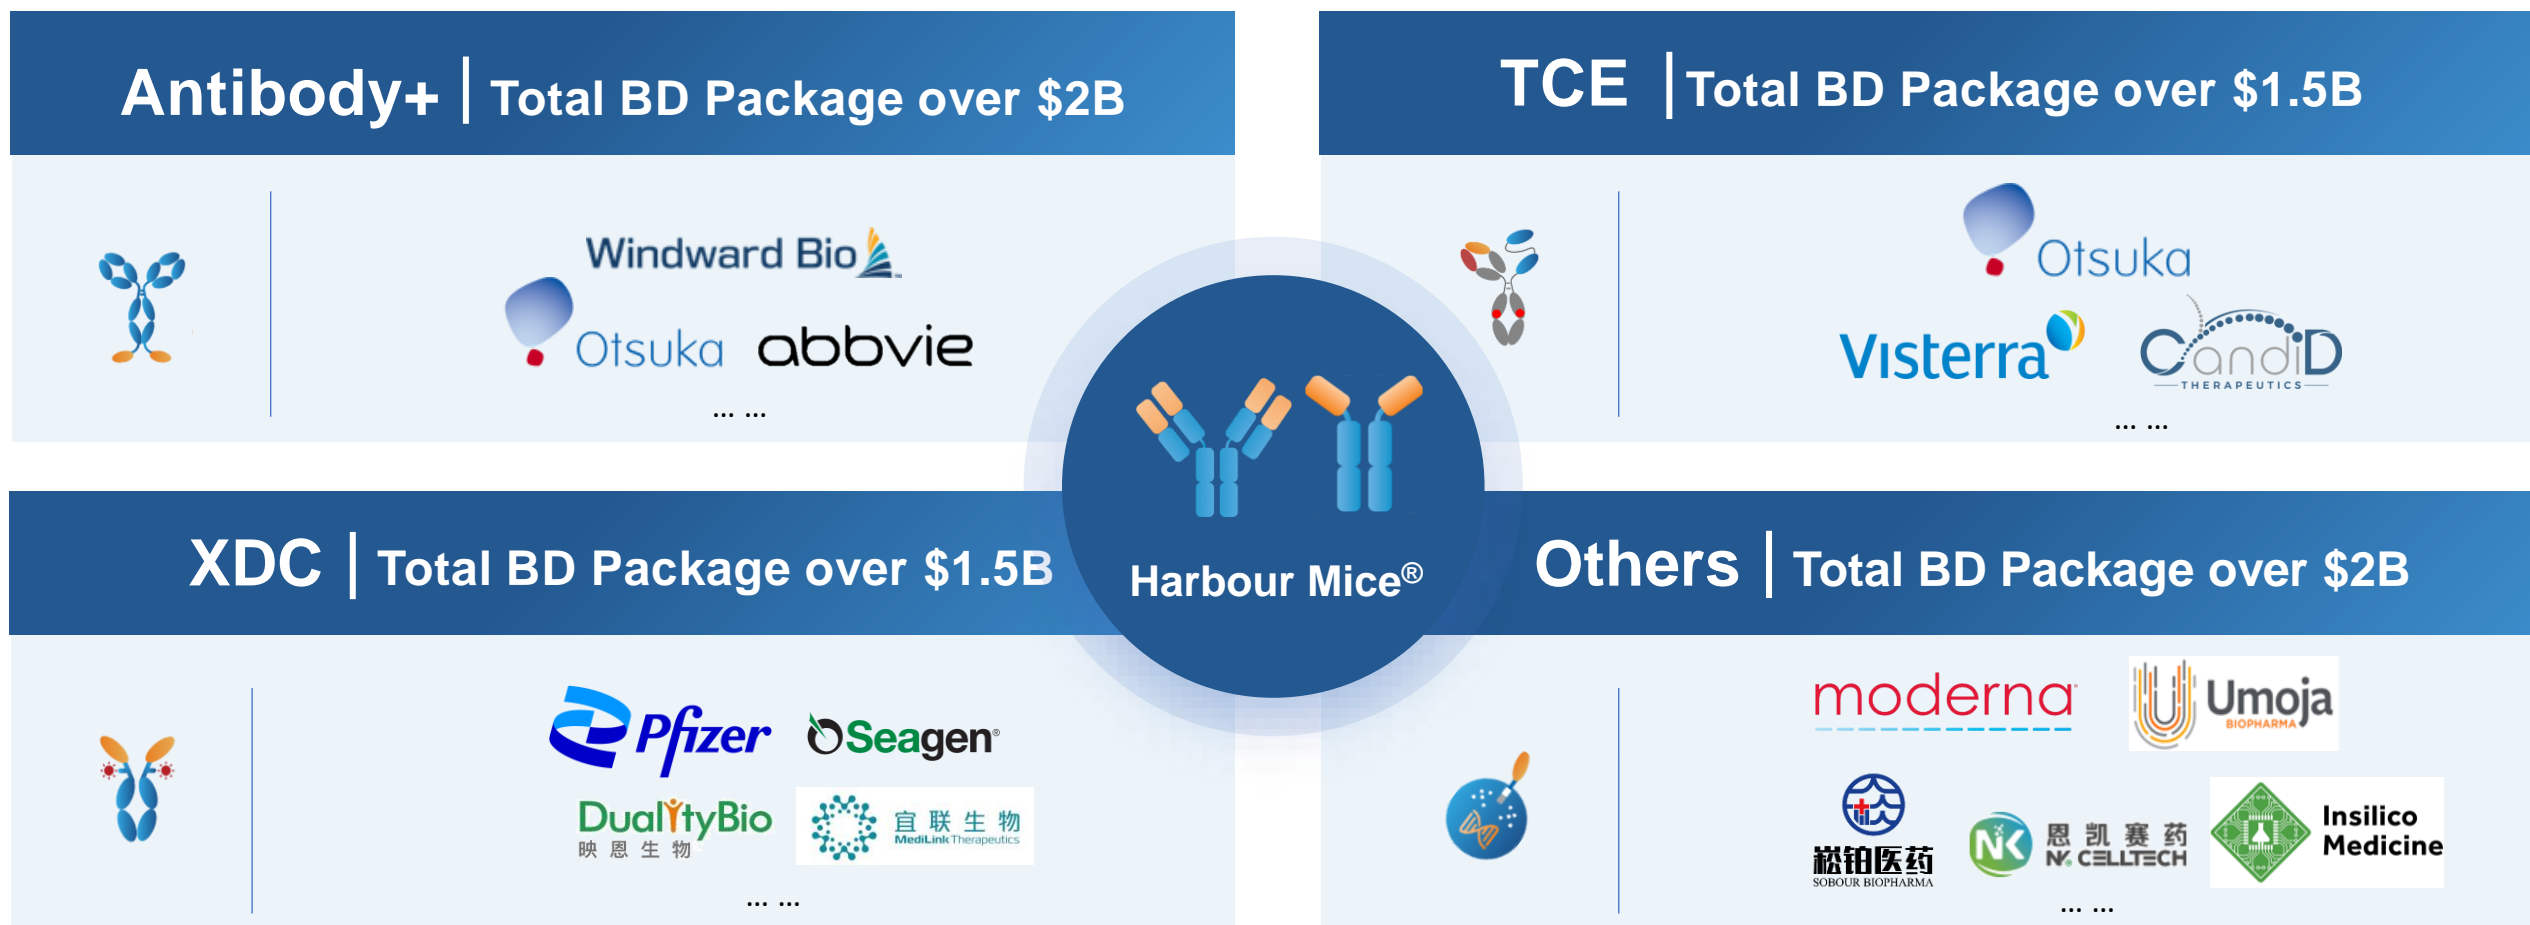 Antibody+ | Total BD Package over $2B
Windward Bio™
Otsuka
abbvie
... ...
TCE | Total BD Package over $1.5B
Otsuka
Visterra
CandiD
THERAPEUTICS
... ...
Harbour Mice®
XDC | Total BD Package over $1.5B
Pfizer
Seagen®
DualityBio
映恩生物
宜联生物
MediLink Therapeutics
... ...
Others | Total BD Package over $2B
moderna
Umoja
BIOPHARMA
崧铂医药
SOBOUR BIOPHARMA
NK
恩凯赛药
NK CELLTECH
Insilico
Medicine
... ...